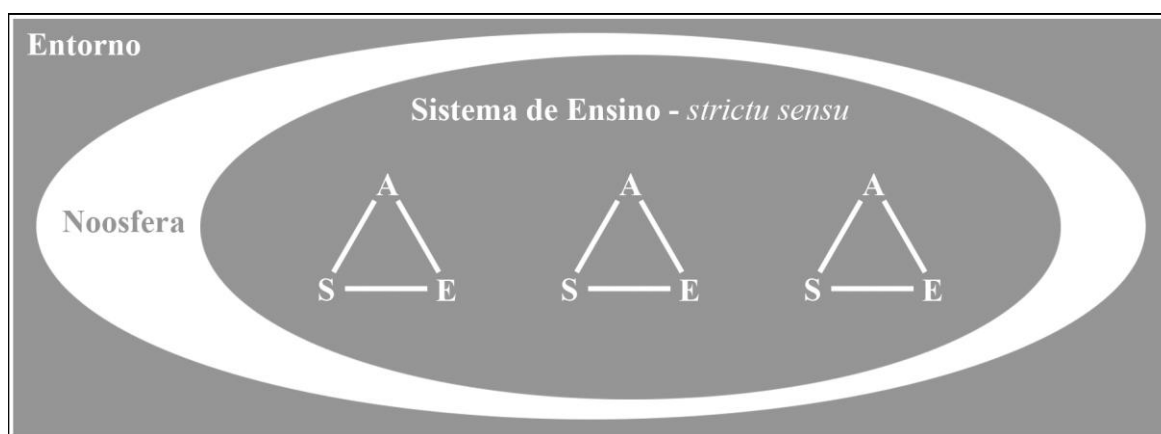 Entorno
Sistema de Ensino - strictu sensu
A A A
Noosfera
S E S E S E